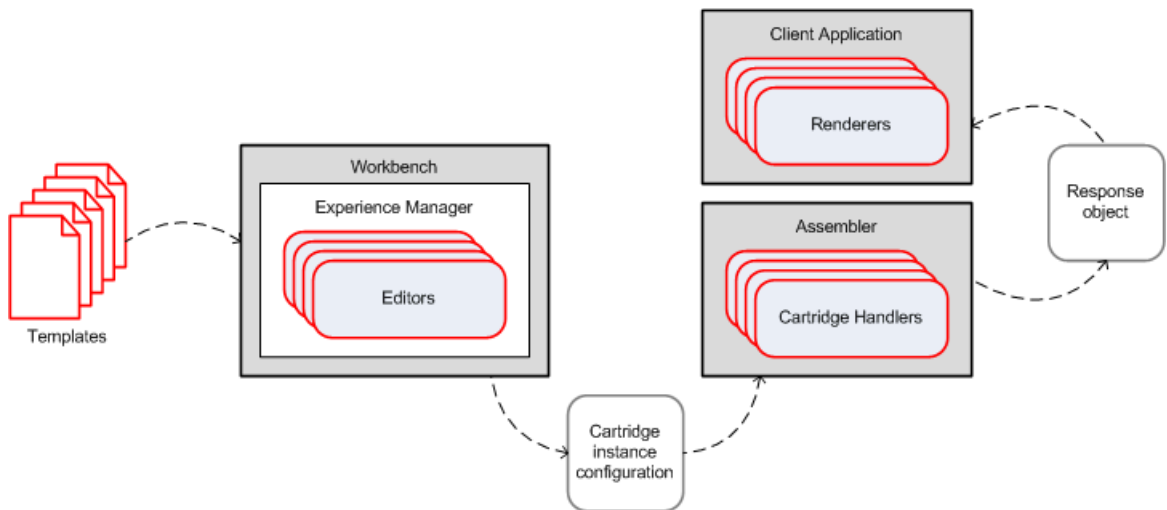 Templates
Workbench
Experience Manager
Editors
Cartridge
instance
configuration
Client Application
Renderers
Assembler
Cartridge Handlers
Response
object